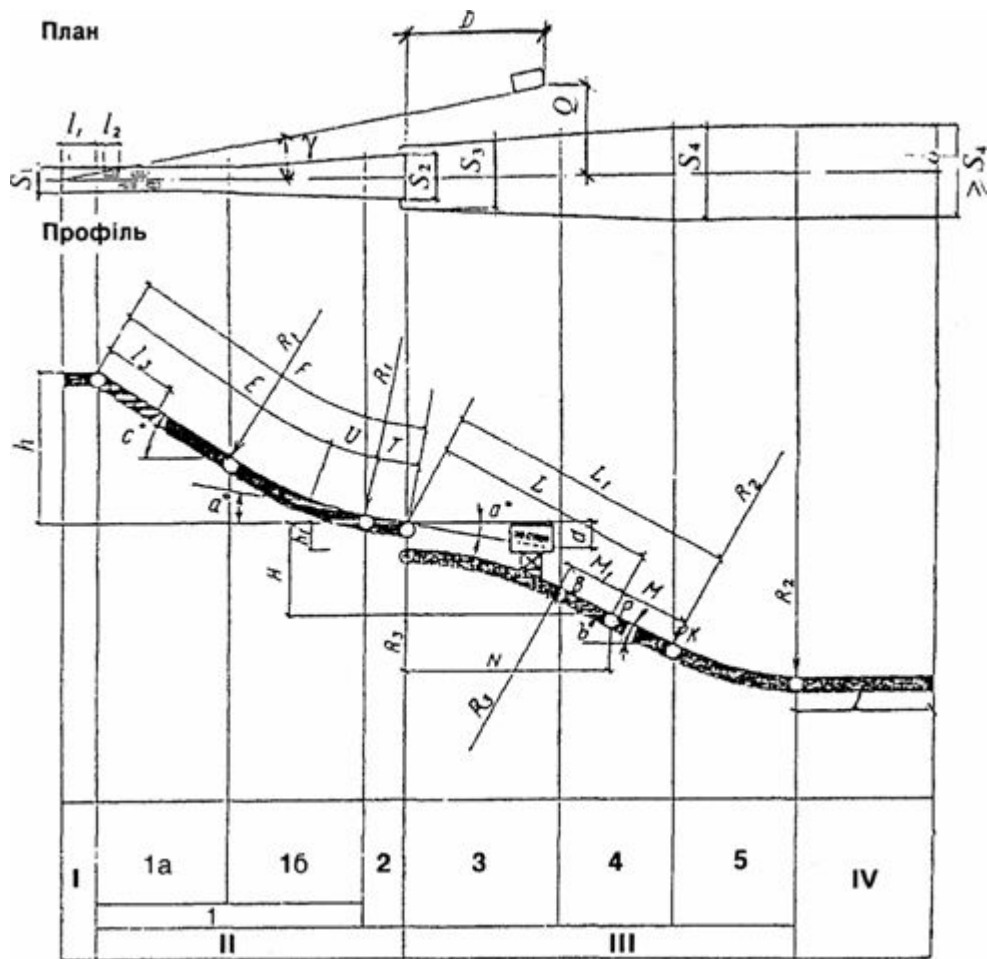 План
D
Q
l₁ l₂
γ
S₁ S₂ S₃ S₄ ≥ S₄
Профіль
R₁
F
E
l₃
R₁
U T
L₁
L
R₂
h
c°
a°
a°
d
h₁
H
M₁
M
B
P
K
b°
R₂
R₃
N
R₃
I 1а 1б 2 3 4 5 IV
1
II III